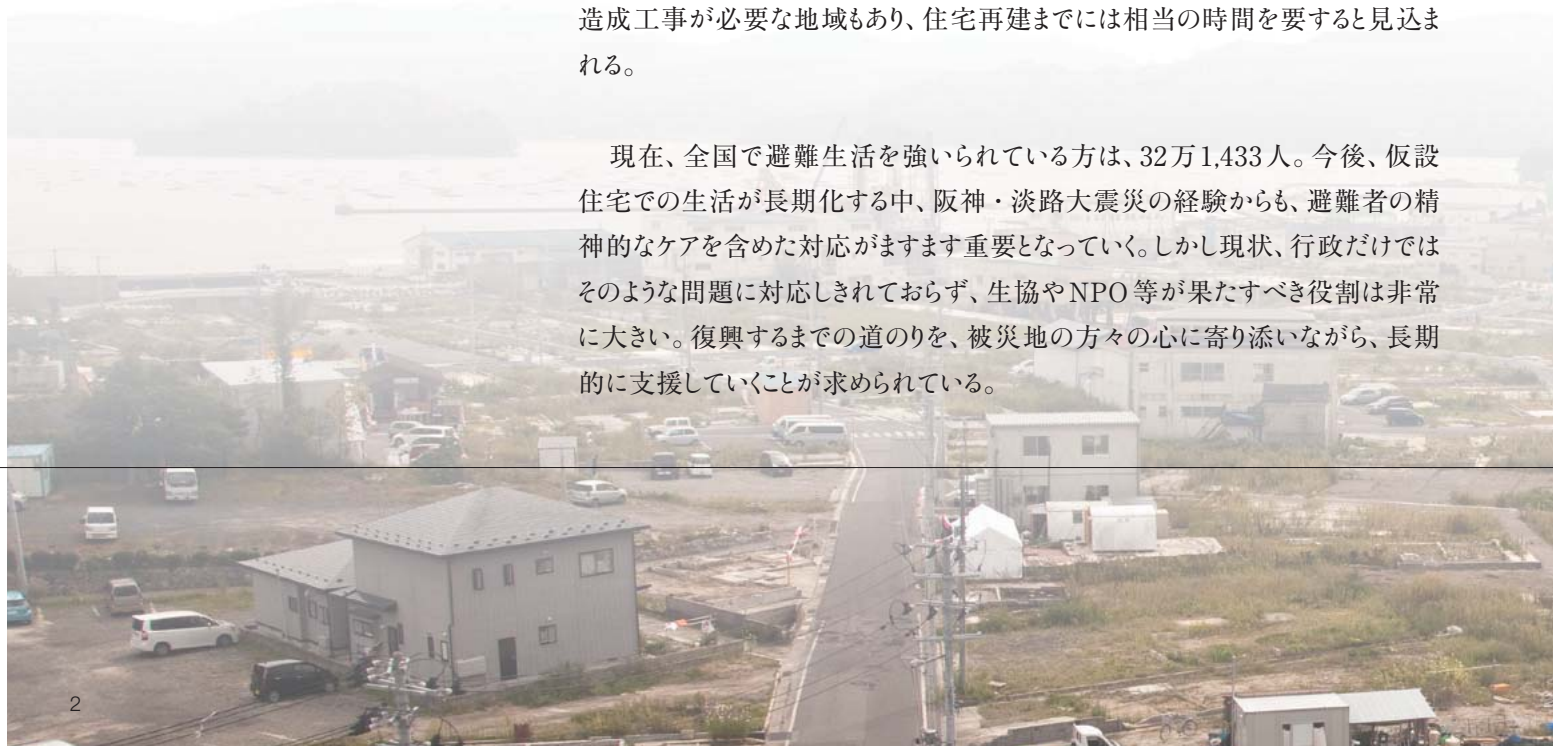 造成工事が必要な地域もあり、住宅再建までには相当の時間を要すると見込ま
れる。
現在、全国で避難生活を強いられている方は、32万1,433人。今後、仮設
住宅での生活が長期化する中、阪神・淡路大震災の経験からも、避難者の精
神的なケアを含めた対応がますます重要となっていく。しかし現状、行政だけでは
そのような問題に対応しきれておらず、生協やNPO等が果たすべき役割は非常
に大きい。復興するまでの道のりを、被災地の方々の心に寄り添いながら、長期
的に支援していくことが求められている。
2